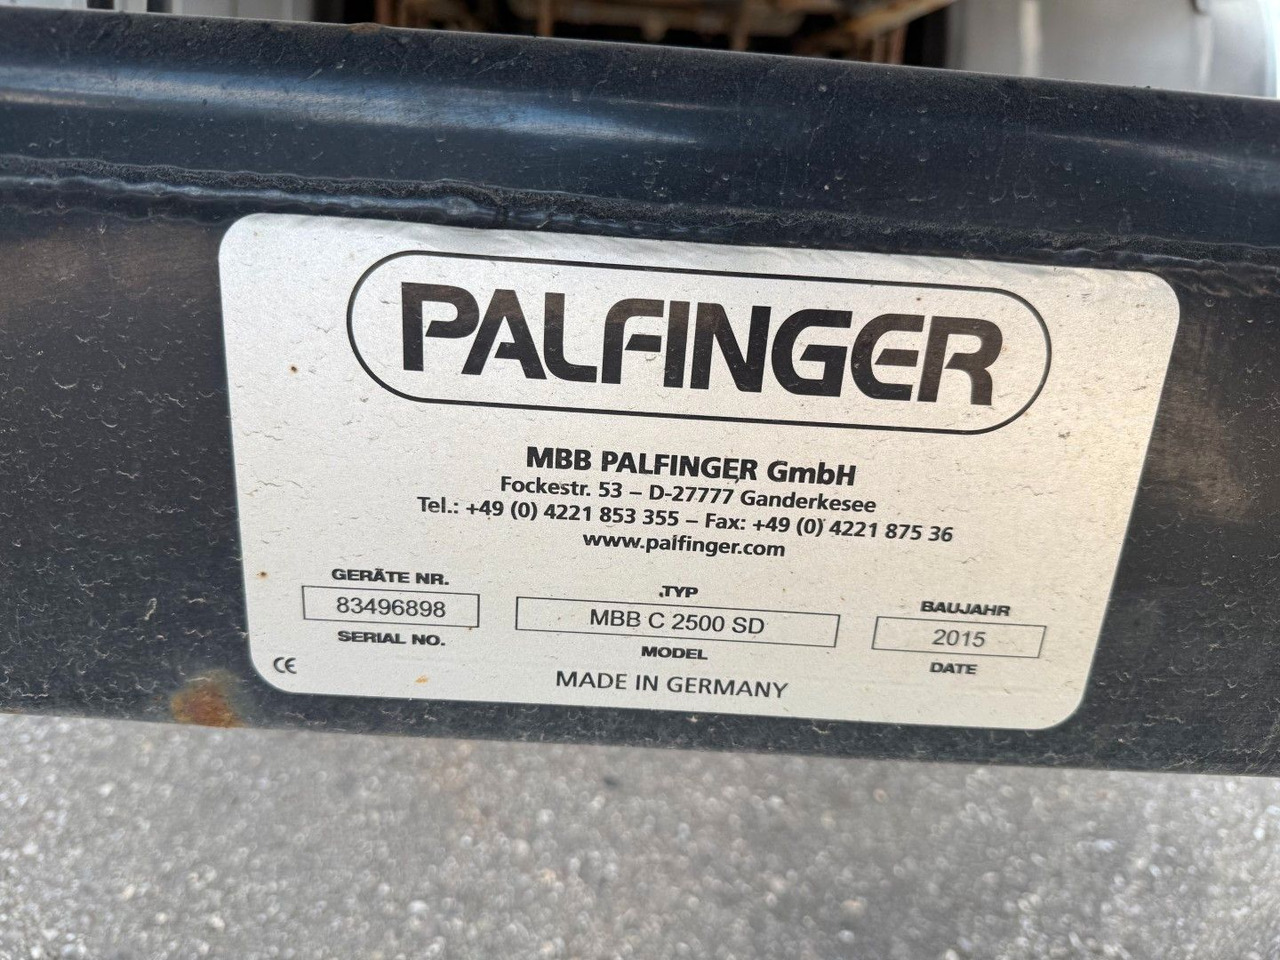 PALFINGER
MBB PALFINGER GmbH
Fockestr. 53 – D-27777 Ganderkesee
Tel.: +49 (0) 4221 853 355 – Fax: +49 (0) 4221 875 36
www.palfinger.com
GERÄTE NR. TYP BAUJAHR
83496898 MBB C 2500 SD 2015
SERIAL NO. MODEL DATE
CE MADE IN GERMANY